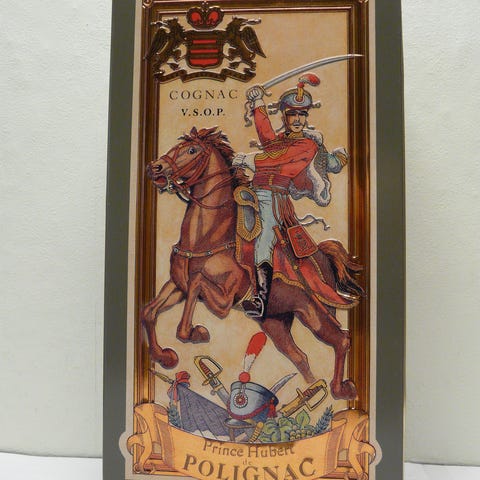 COGNAC
V.S.O.P.
Prince Hubert
de
POLIGNAC